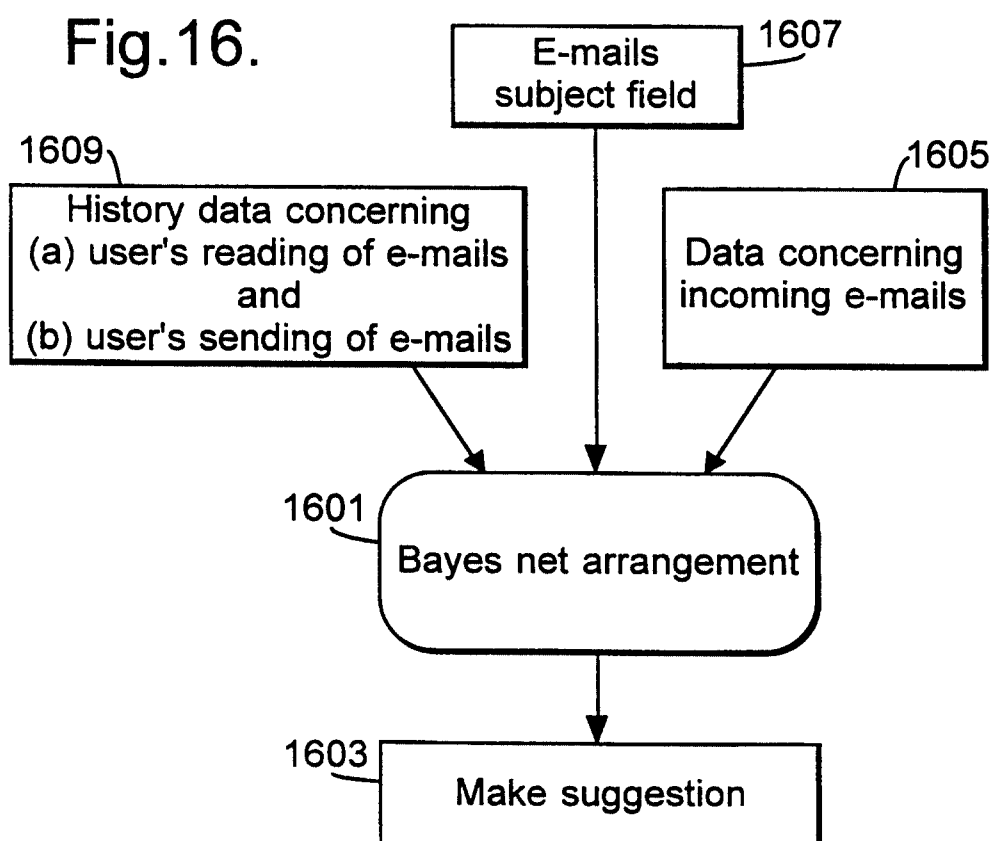 Fig.16.
1607
E-mails
subject field
1609
History data concerning
(a) user's reading of e-mails
and
(b) user's sending of e-mails
1605
Data concerning
incoming e-mails
1601
Bayes net arrangement
1603
Make suggestion